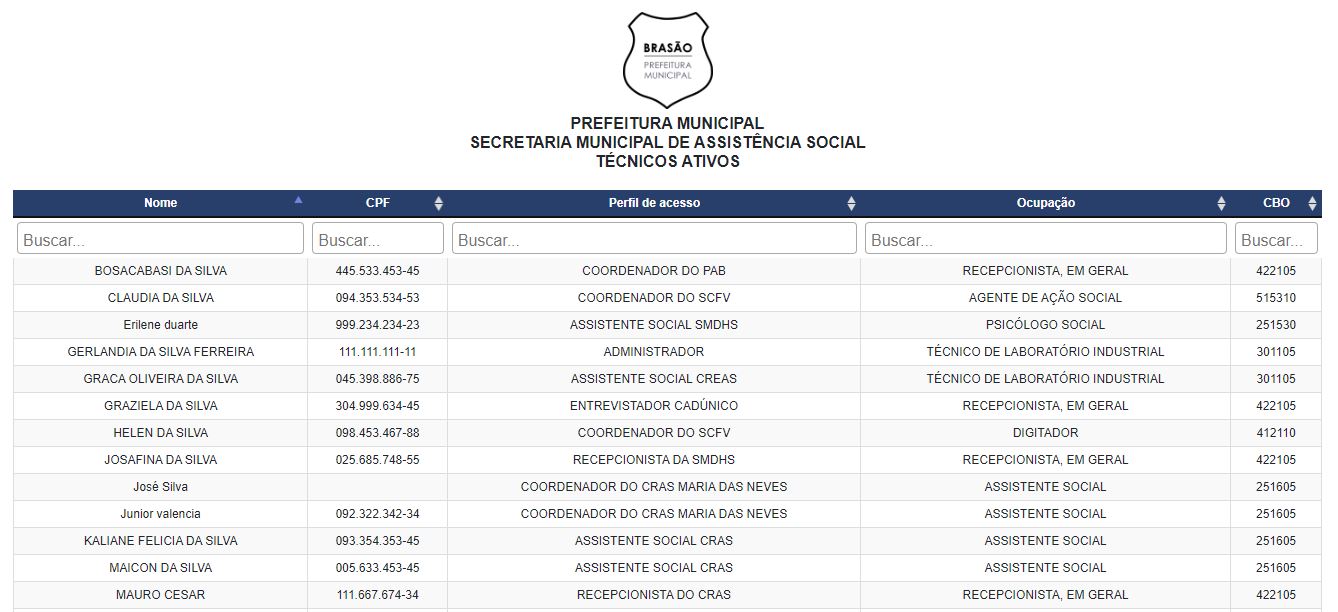 BRASÃO
PREFEITURA
MUNICIPAL
PREFEITURA MUNICIPAL
SECRETARIA MUNICIPAL DE ASSISTÊNCIA SOCIAL
TÉCNICOS ATIVOS
Nome CPF Perfil de acesso Ocupação CBO
Buscar... Buscar... Buscar... Buscar... Buscar...
BOSACABASI DA SILVA 445.533.453-45 COORDENADOR DO PAB RECEPCIONISTA, EM GERAL 422105
CLAUDIA DA SILVA 094.353.534-53 COORDENADOR DO SCFV AGENTE DE AÇÃO SOCIAL 515310
Erilene duarte 999.234.234-23 ASSISTENTE SOCIAL SMDHS PSICÓLOGO SOCIAL 251530
GERLANDIA DA SILVA FERREIRA 111.111.111-11 ADMINISTRADOR TÉCNICO DE LABORATÓRIO INDUSTRIAL 301105
GRACA OLIVEIRA DA SILVA 045.398.886-75 ASSISTENTE SOCIAL CREAS TÉCNICO DE LABORATÓRIO INDUSTRIAL 301105
GRAZIELA DA SILVA 304.999.634-45 ENTREVISTADOR CADÚNICO RECEPCIONISTA, EM GERAL 422105
HELEN DA SILVA 098.453.467-88 COORDENADOR DO SCFV DIGITADOR 412110
JOSAFINA DA SILVA 025.685.748-55 RECEPCIONISTA DA SMDHS RECEPCIONISTA, EM GERAL 422105
José Silva COORDENADOR DO CRAS MARIA DAS NEVES ASSISTENTE SOCIAL 251605
Junior valencia 092.322.342-34 COORDENADOR DO CRAS MARIA DAS NEVES ASSISTENTE SOCIAL 251605
KALIANE FELICIA DA SILVA 093.354.353-45 ASSISTENTE SOCIAL CRAS ASSISTENTE SOCIAL 251605
MAICON DA SILVA 005.633.453-45 ASSISTENTE SOCIAL CRAS ASSISTENTE SOCIAL 251605
MAURO CESAR 111.667.674-34 RECEPCIONISTA DO CRAS RECEPCIONISTA, EM GERAL 422105